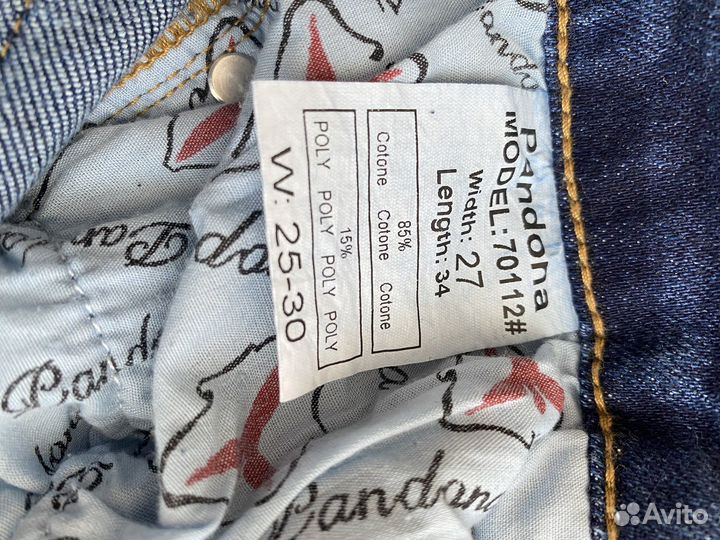 Pandona
MODEL:70112#
Width: 27
Length: 34
85%
Cotone Cotone Cotone
15%
POLY POLY POLY POLY
W: 25-30
Pandona
Avito